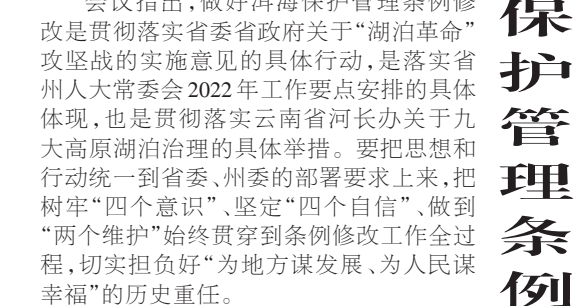 会议指出,做好洱海保护管理条例修
改是贯彻落实省委省政府关于“湖泊革命”
攻坚战的实施意见的具体行动,是落实省
州人大常委会2022年工作要点安排的具体
体现,也是贯彻落实云南省河长办关于九
大高原湖泊治理的具体举措。要把思想和
行动统一到省委、州委的部署要求上来,把
树牢“四个意识”、坚定“四个自信”、做到
“两个维护”始终贯穿到条例修改工作全过
程,切实担负好“为地方谋发展、为人民谋
幸福”的历史重任。
保护管理条例